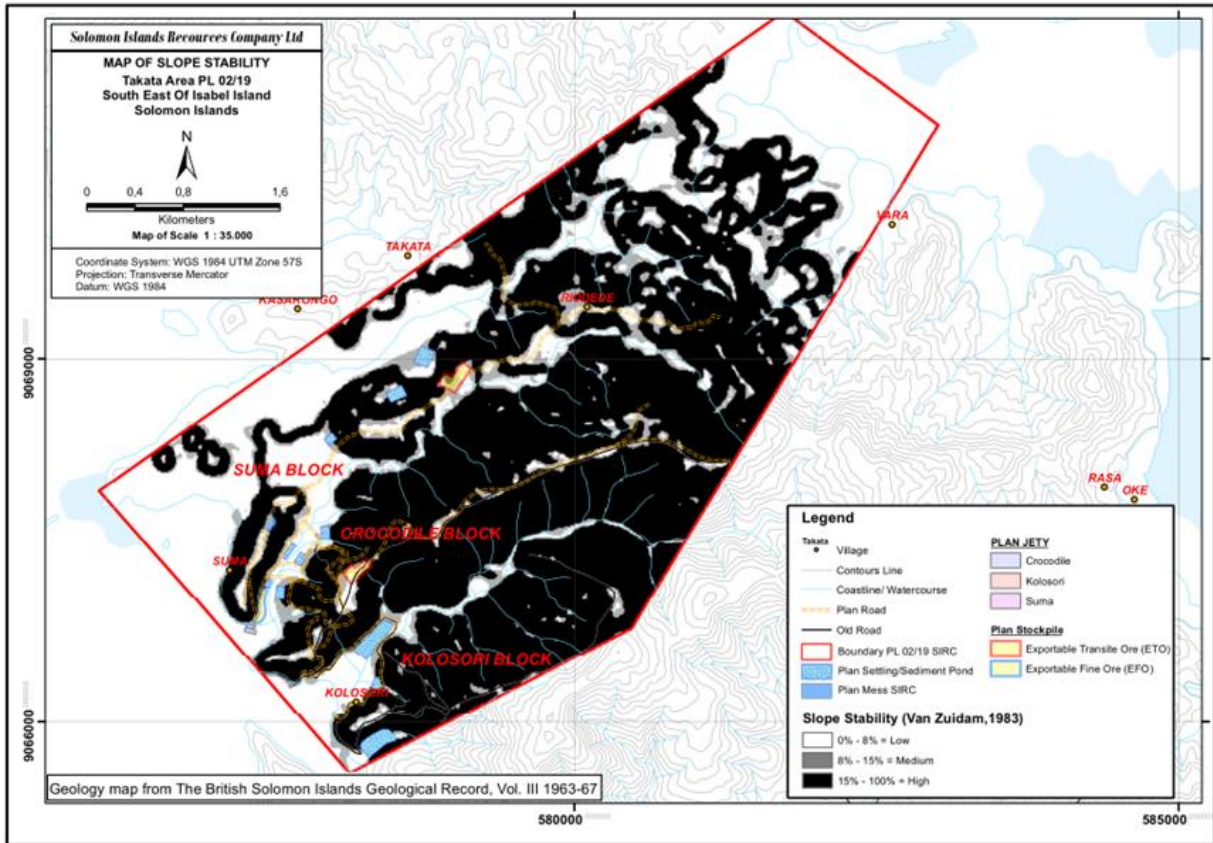 Solomon Islands Recources Company Ltd
MAP OF SLOPE STABILITY
Takata Area PL 02/19
South East Of Isabel Island
Solomon Islands
N
0 0,4 0,8 1,6
Kilometers
Map of Scale 1 : 35.000
Coordinate System: WGS 1984 UTM Zone 57S
Projection: Transverse Mercator
Datum: WGS 1984
TAKATA
VARA
KASARONGO
9069000
SUMA BLOCK
RASA
OKE
CROCODILE BLOCK
SUMA
KOLOSORI BLOCK
KOLOSORI
9066000
Legend
Takata
Village
Contours Line
Coastline/ Watercourse
Plan Road
Old Road
Boundary PL 02/19 SIRC
Plan Settling/Sediment Pond
Plan Mess SIRC
PLAN JETY
Crocodile
Kolosori
Suma
Plan Stockpile
Exportable Transite Ore (ETO)
Exportable Fine Ore (EFO)
Slope Stability (Van Zuidam,1983)
0% - 8% = Low
8% - 15% = Medium
15% - 100% = High
Geology map from The British Solomon Islands Geological Record, Vol. III 1963-67
580000
585000